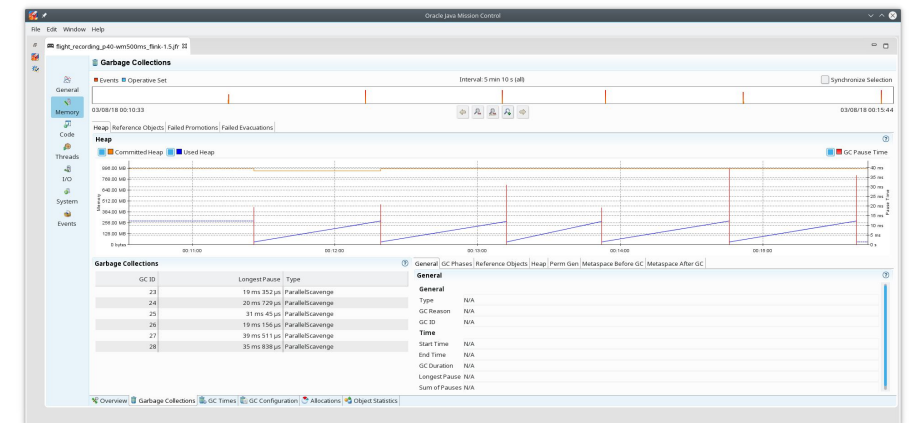 Oracle Java Mission Control
File Edit Window Help
flight_recording_p40-wm500ms_flink-1.5.jfr
Garbage Collections
General
Memory
Code
Threads
I/O
System
Events
Events Operative Set
Interval: 5 min 10 s (all)
Synchronize Selection
03/08/18 00:10:33
03/08/18 00:15:44
Heap Reference Objects Failed Promotions Failed Evacuations
Heap
Committed Heap Used Heap
GC Pause Time
768.00 MB
640.00 MB
512.00 MB
384.00 MB
256.00 MB
128.00 MB
0 bytes
Memory
40 ms
35 ms
30 ms
25 ms
20 ms
15 ms
10 ms
5 ms
0 s
Pause Time
00:11:00 00:12:00 00:13:00 00:14:00 00:15:00
Garbage Collections
GC ID Longest Pause Type
23 19 ms 352 µs ParallelScavenge
24 20 ms 729 µs ParallelScavenge
25 31 ms 45 µs ParallelScavenge
26 19 ms 156 µs ParallelScavenge
27 39 ms 511 µs ParallelScavenge
28 35 ms 838 µs ParallelScavenge
General GC Phases Reference Objects Heap Perm Gen Metaspace Before GC Metaspace After GC
General
General
Type N/A
GC Reason N/A
GC ID N/A
Time
Start Time N/A
End Time N/A
GC Duration N/A
Longest Pause N/A
Sum of Pauses N/A
Overview Garbage Collections GC Times GC Configuration Allocations Object Statistics